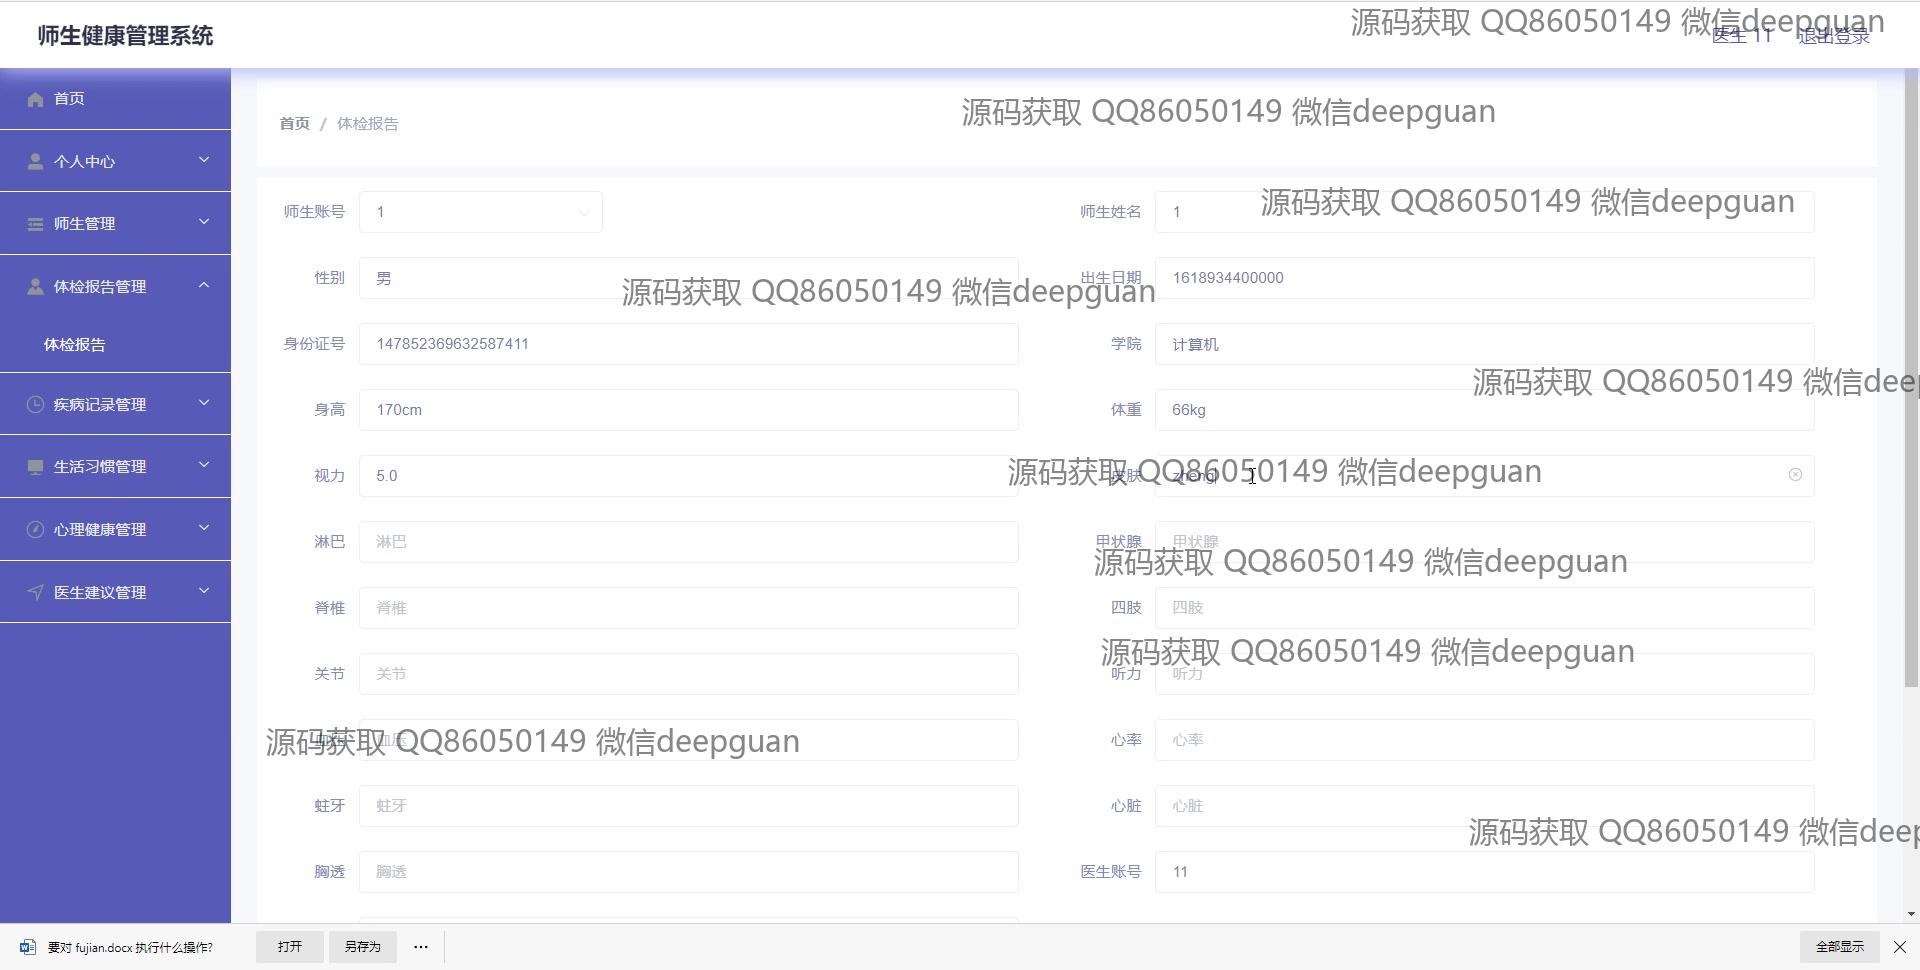 师生健康管理系统
源码获取 QQ86050149 微信deepguan
医生 11 退出登录
首页
个人中心
师生管理
体检报告管理
体检报告
疾病记录管理
生活习惯管理
心理健康管理
医生建议管理
首页 / 体检报告
源码获取 QQ86050149 微信deepguan
师生账号 1 师生姓名 1
源码获取 QQ86050149 微信deepguan
性别 男 出生日期 1618934400000
源码获取 QQ86050149 微信deepguan
身份证号 147852369632587411 学院 计算机
源码获取 QQ86050149 微信dee
身高 170cm 体重 66kg
视力 5.0 皮肤 zheng
源码获取 QQ86050149 微信deepguan
淋巴 淋巴 甲状腺 甲状腺
源码获取 QQ86050149 微信deepguan
脊椎 脊椎 四肢 四肢
源码获取 QQ86050149 微信deepguan
关节 关节 听力 听力
血压 血压 心率 心率
源码获取 QQ86050149 微信deepguan
蛀牙 蛀牙 心脏 心脏
源码获取 QQ86050149 微信deep
胸透 胸透 医生账号 11
要对 fujian.docx 执行什么操作? 打开 另存为 ··· 全部显示